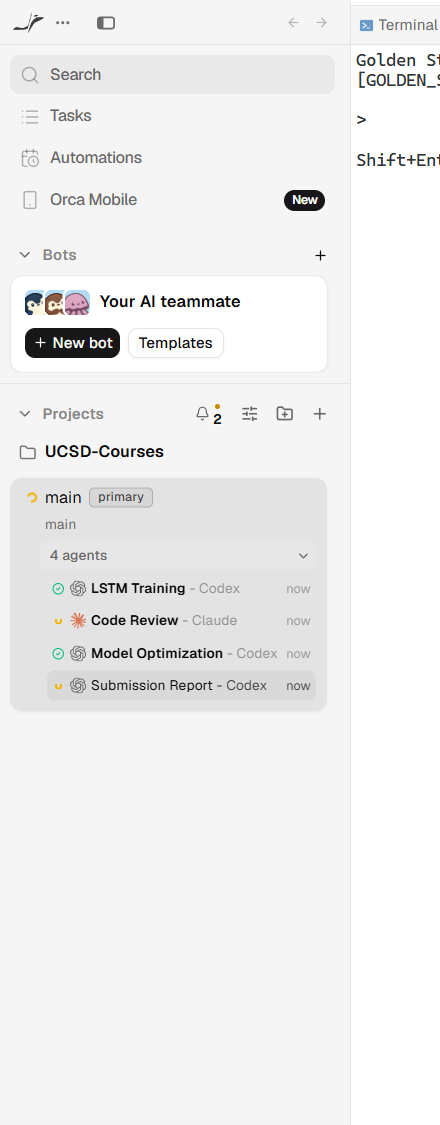 Terminal
Golden St
[GOLDEN_S
>
Shift+Ent
Search
Tasks
Automations
Orca Mobile
New
Bots
Your AI teammate
+ New bot
Templates
Projects
2
UCSD-Courses
main
primary
main
4 agents
LSTM Training - Codex now
Code Review - Claude now
Model Optimization - Codex now
Submission Report - Codex now